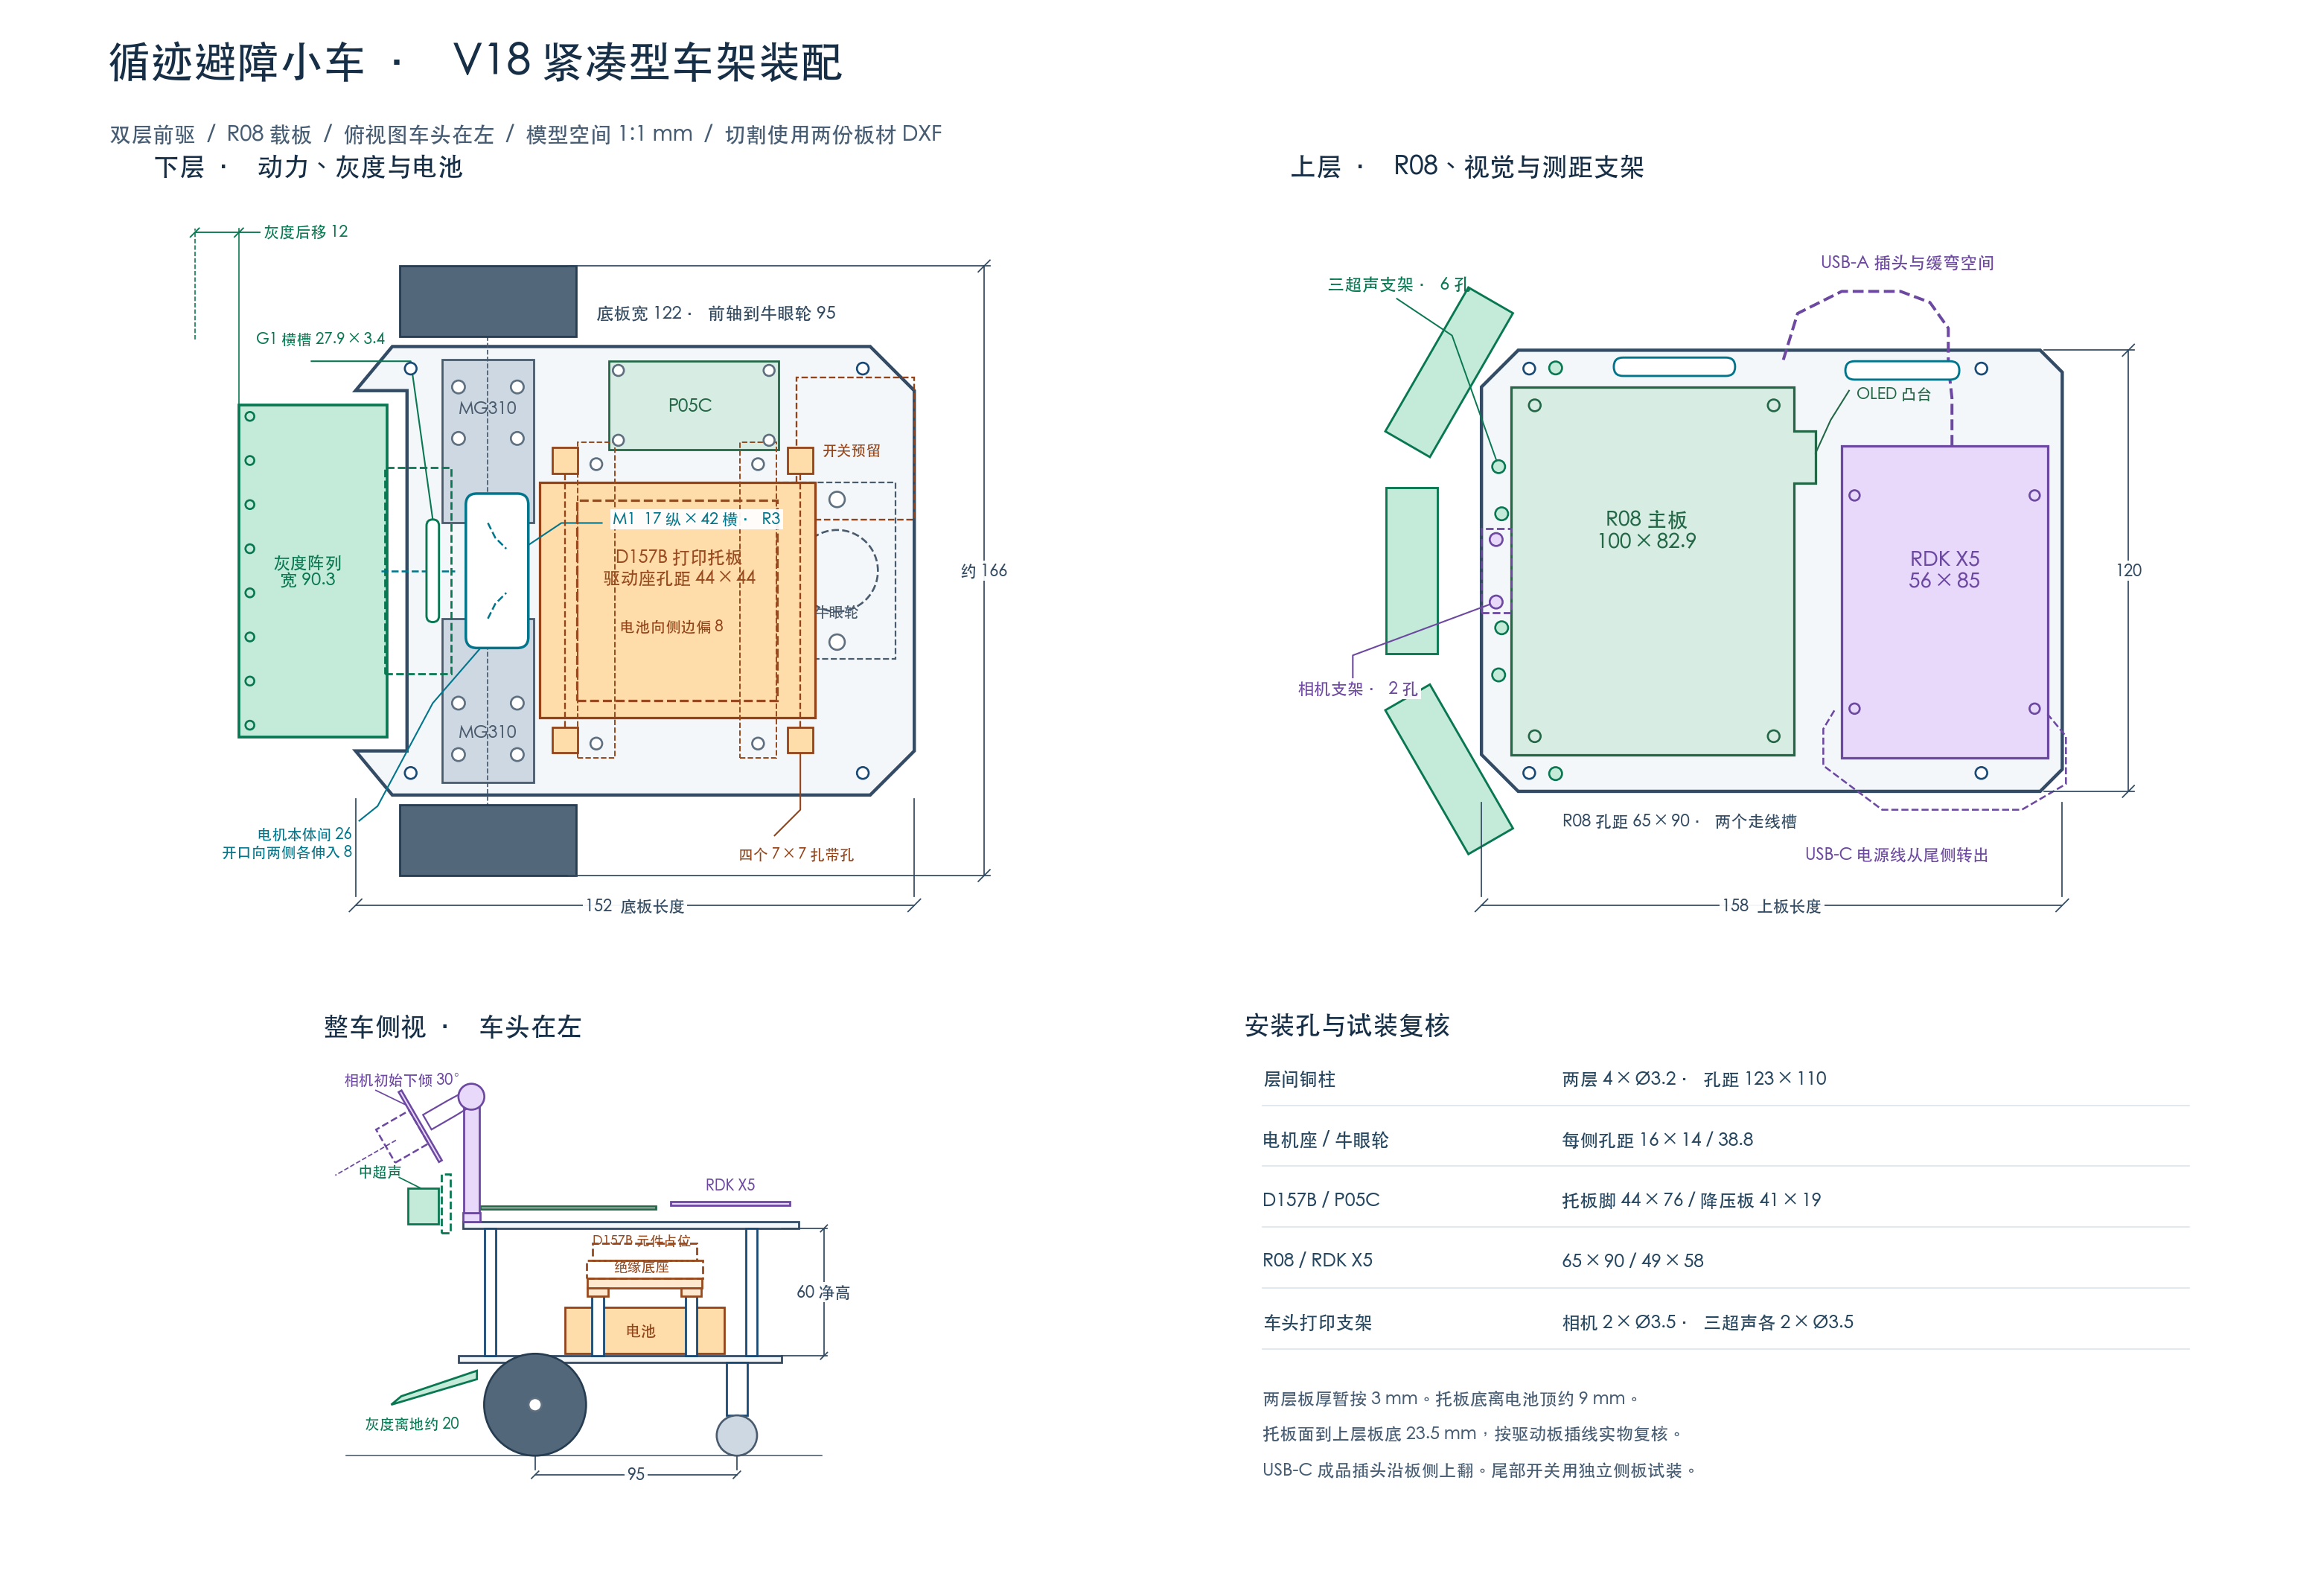 循迹避障小车 · V18 紧凑型车架装配
双层前驱 / R08 载板 / 俯视图车头在左 / 模型空间 1:1 mm / 切割使用两份板材 DXF
下层 · 动力、灰度与电池
灰度后移 12
底板宽 122 · 前轴到牛眼轮 95
G1 横槽 27.9×3.4
MG310
P05C
开关预留
M1 17 纵×42 横 · R3
D157B 打印托板
驱动座孔距 44×44
灰度阵列
宽 90.3
电池向侧边偏 8
牛眼轮
约 166
MG310
电机本体间 26
开口向两侧各伸入 8
四个 7×7 扎带孔
152 底板长度
上层 · R08、视觉与测距支架
USB-A 插头与缓弯空间
三超声支架 · 6 孔
OLED 凸台
R08 主板
100×82.9
RDK X5
56×85
120
相机支架 · 2 孔
R08 孔距 65×90 · 两个走线槽
USB-C 电源线从尾侧转出
158 上板长度
整车侧视 · 车头在左
相机初始下倾 30°
中超声
RDK X5
D157B 元件占位
绝缘底座
60 净高
电池
灰度离地约 20
95
安装孔与试装复核
层间铜柱 两层 4×Ø3.2 · 孔距 123×110
电机座 / 牛眼轮 每侧孔距 16×14 / 38.8
D157B / P05C 托板脚 44×76 / 降压板 41×19
R08 / RDK X5 65×90 / 49×58
车头打印支架 相机 2×Ø3.5 · 三超声各 2×Ø3.5
两层板厚暂按 3 mm。托板底离电池顶约 9 mm。
托板面到上层板底 23.5 mm，按驱动板插线实物复核。
USB-C 成品插头沿板侧上翻。尾部开关用独立侧板试装。